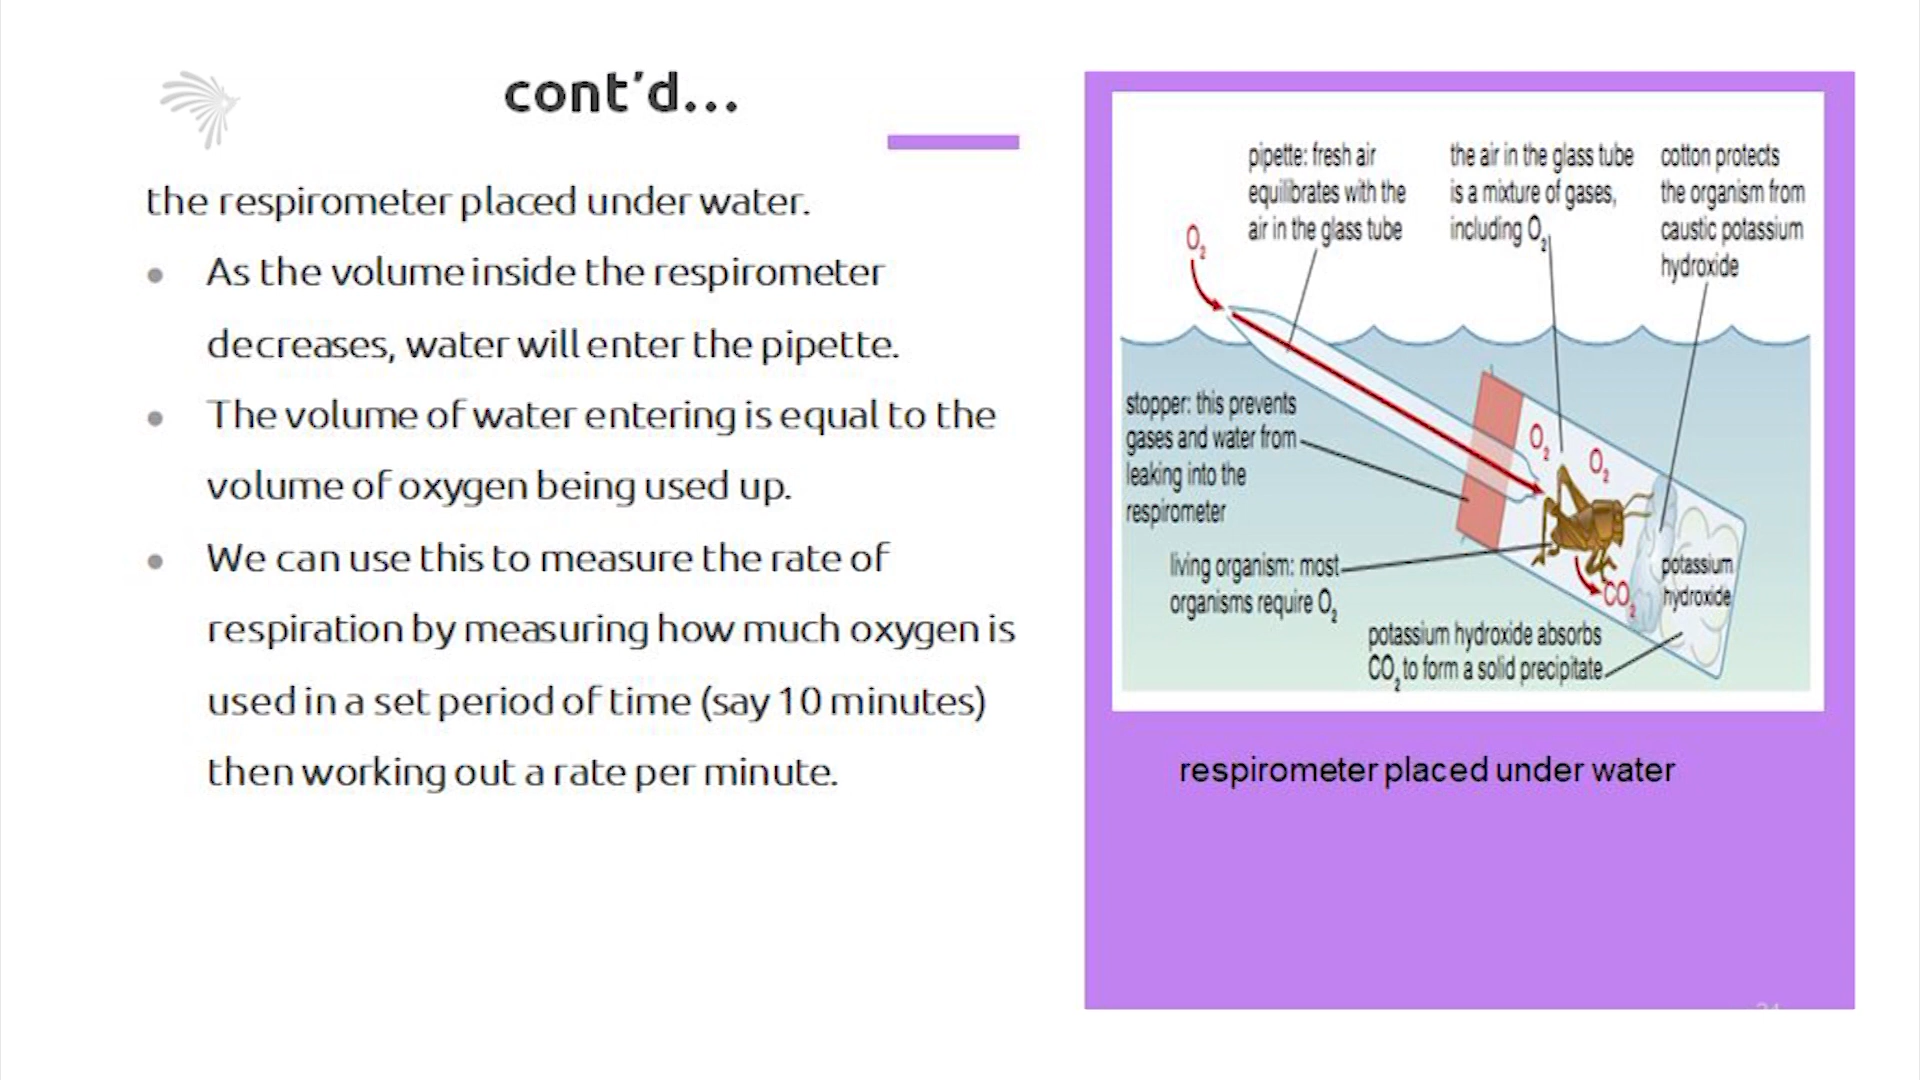 cont'd...
the respirometer placed under water.
As the volume inside the respirometer
decreases, water will enter the pipette.
The volume of water entering is equal to the
volume of oxygen being used up.
We can use this to measure the rate of
respiration by measuring how much oxygen is
used in a set period of time (say 10 minutes)
then working out a rate per minute.
pipette: fresh air
equilibrates with the
air in the glass tube
the air in the glass tube
is a mixture of gases,
including O2
cotton protects
the organism from
caustic potassium
hydroxide
O2
stopper: this prevents
gases and water from
leaking into the
respirometer
O2
O2
living organism: most
organisms require O2
CO2
potassium
hydroxide
potassium hydroxide absorbs
CO2 to form a solid precipitate
respirometer placed under water